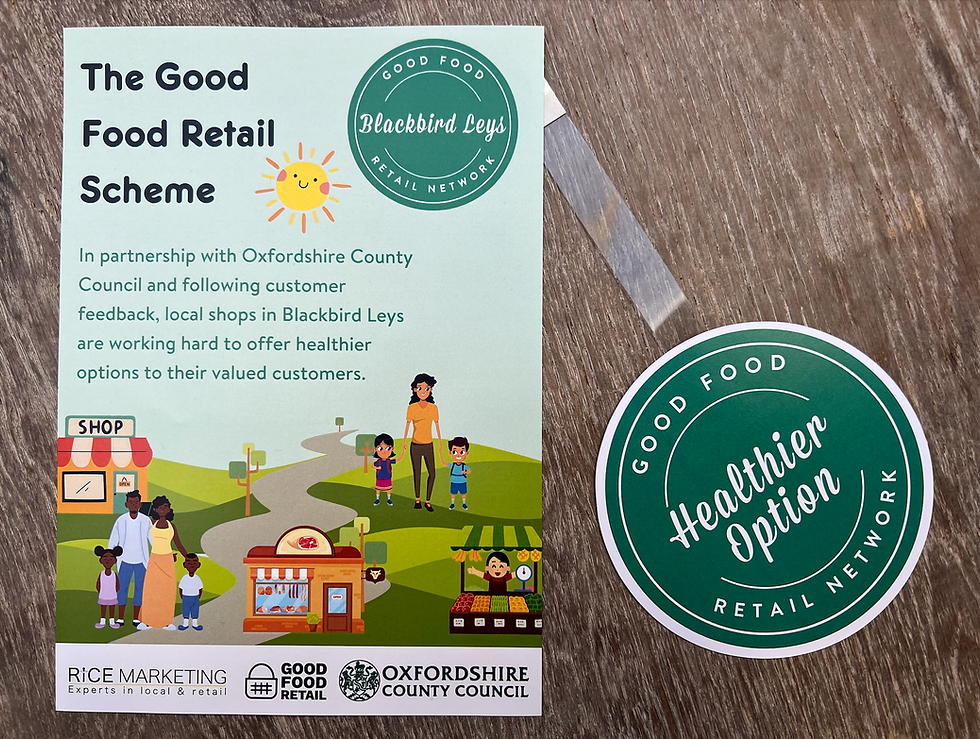 The Good
Food Retail
Scheme
GOOD FOOD
Blackbird Leys
RETAIL NETWORK
In partnership with Oxfordshire County
Council and following customer
feedback, local shops in Blackbird Leys
are working hard to offer healthier
options to their valued customers.
SHOP
OPEN
RiCE MARKETING
Experts in local & retail
GOOD
FOOD
RETAIL
OXFORDSHIRE
COUNTY COUNCIL
GOOD FOOD
Healthier
Option
RETAIL NETWORK